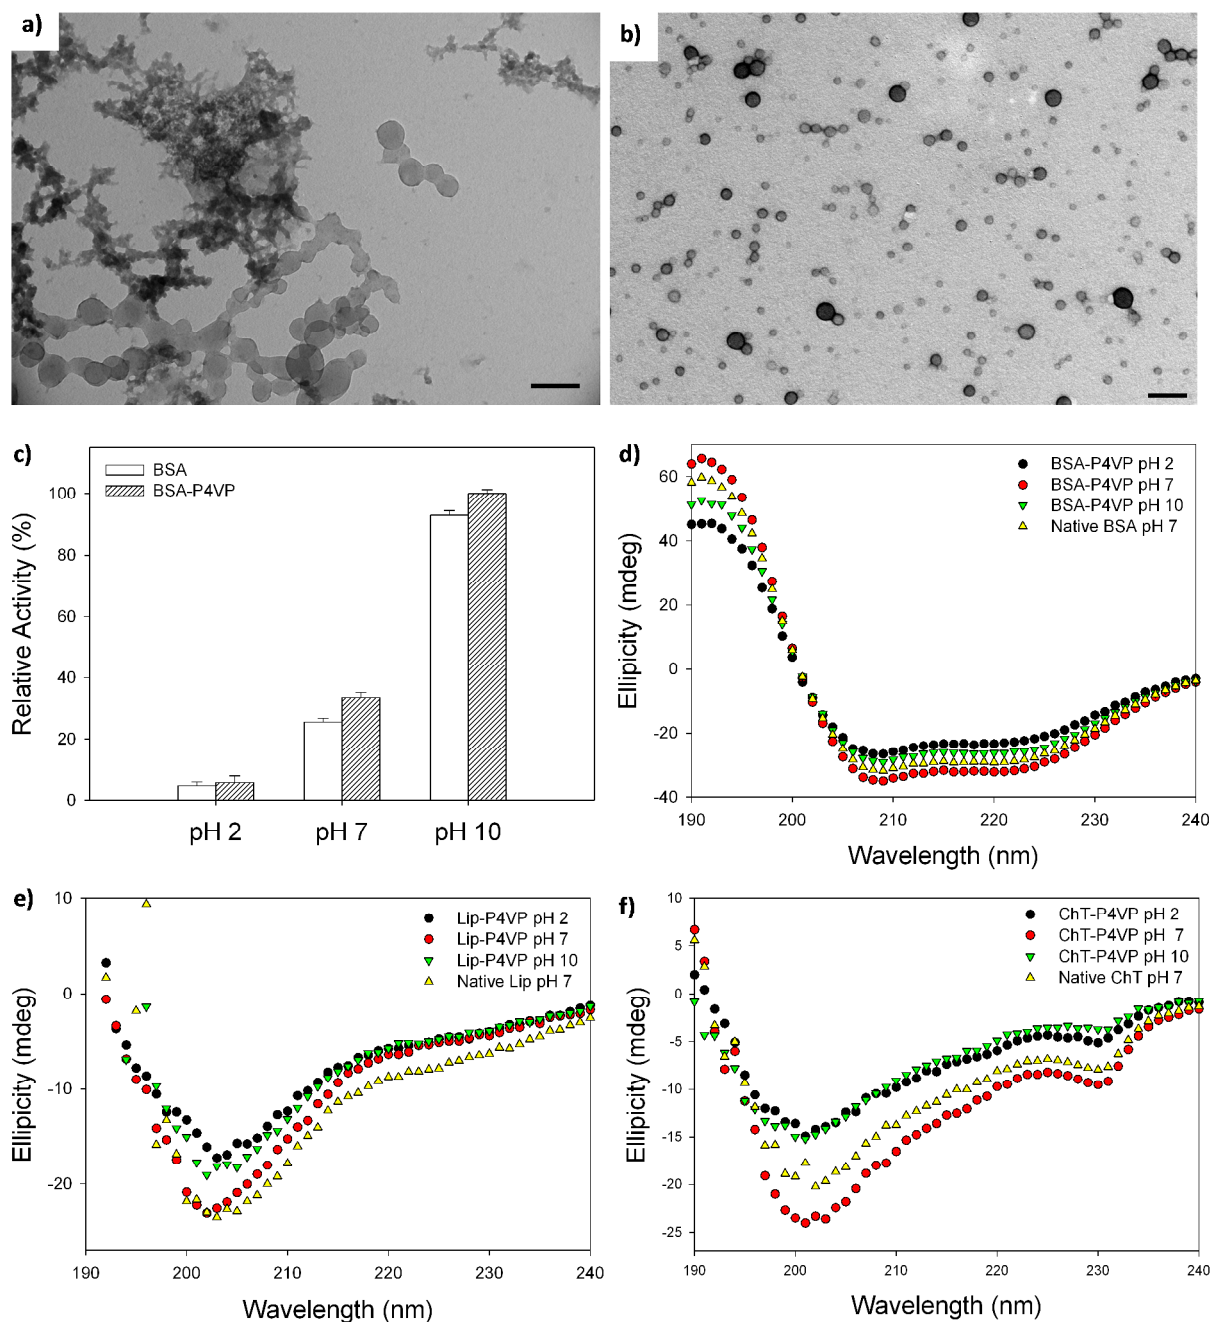 a)
b)
c)
BSA
BSA-P4VP
100
80
60
40
20
0
Relative Activity (%)
pH 2
pH 7
pH 10
d)
BSA-P4VP pH 2
BSA-P4VP pH 7
BSA-P4VP pH 10
Native BSA pH 7
60
40
20
0
-20
-40
Ellipicity (mdeg)
190 200 210 220 230 240
Wavelength (nm)
e)
Lip-P4VP pH 2
Lip-P4VP pH 7
Lip-P4VP pH 10
Native Lip pH 7
10
0
-10
-20
Ellipicity (mdeg)
190 200 210 220 230 240
Wavelength (nm)
f)
ChT-P4VP pH 2
ChT-P4VP pH 7
ChT-P4VP pH 10
Native ChT pH 7
10
5
0
-5
-10
-15
-20
-25
Ellipicity (mdeg)
190 200 210 220 230 240
Wavelength (nm)